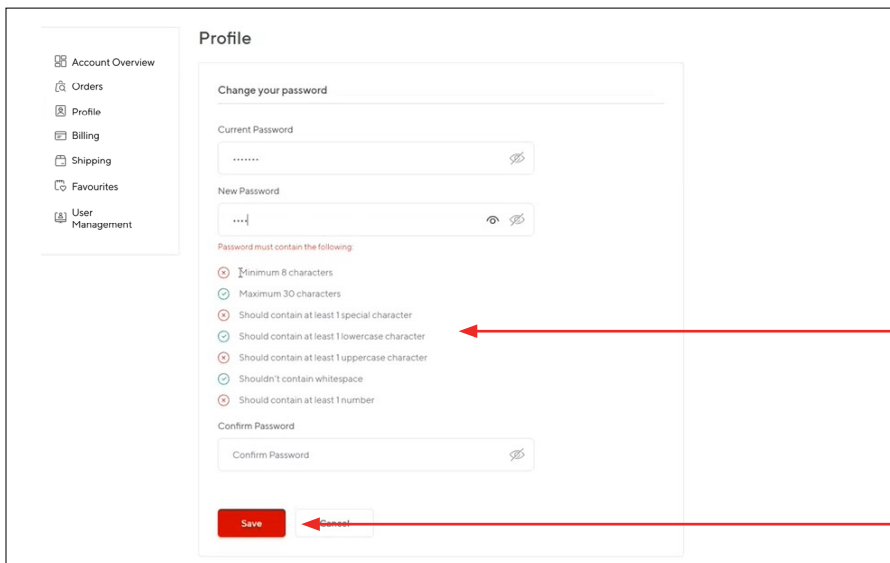 Profile
Account Overview
Orders
Profile
Billing
Shipping
Favourites
User
Management
Change your password
Current Password
New Password
Password must contain the following:
Minimum 8 characters
Maximum 30 characters
Should contain at least 1 special character
Should contain at least 1 lowercase character
Should contain at least 1 uppercase character
Shouldn't contain whitespace
Should contain at least 1 number
Confirm Password
Confirm Password
Save
Cancel